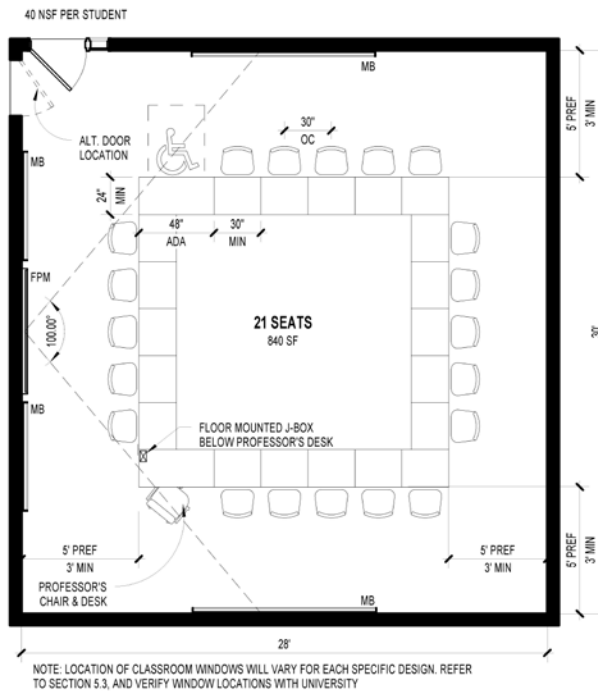 40 NSF PER STUDENT
MB
ALT. DOOR
LOCATION
30"
OC
5' PREF
3' MIN
MB
24"
MIN
48"
ADA
30"
MIN
FPM
100.00°
21 SEATS
840 SF
30'
MB
FLOOR MOUNTED J-BOX
BELOW PROFESSOR'S DESK
5' PREF
3' MIN
5' PREF
3' MIN
5' PREF
3' MIN
PROFESSOR'S
CHAIR & DESK
MB
28'
NOTE: LOCATION OF CLASSROOM WINDOWS WILL VARY FOR EACH SPECIFIC DESIGN. REFER
TO SECTION 5.3, AND VERIFY WINDOW LOCATIONS WITH UNIVERSITY